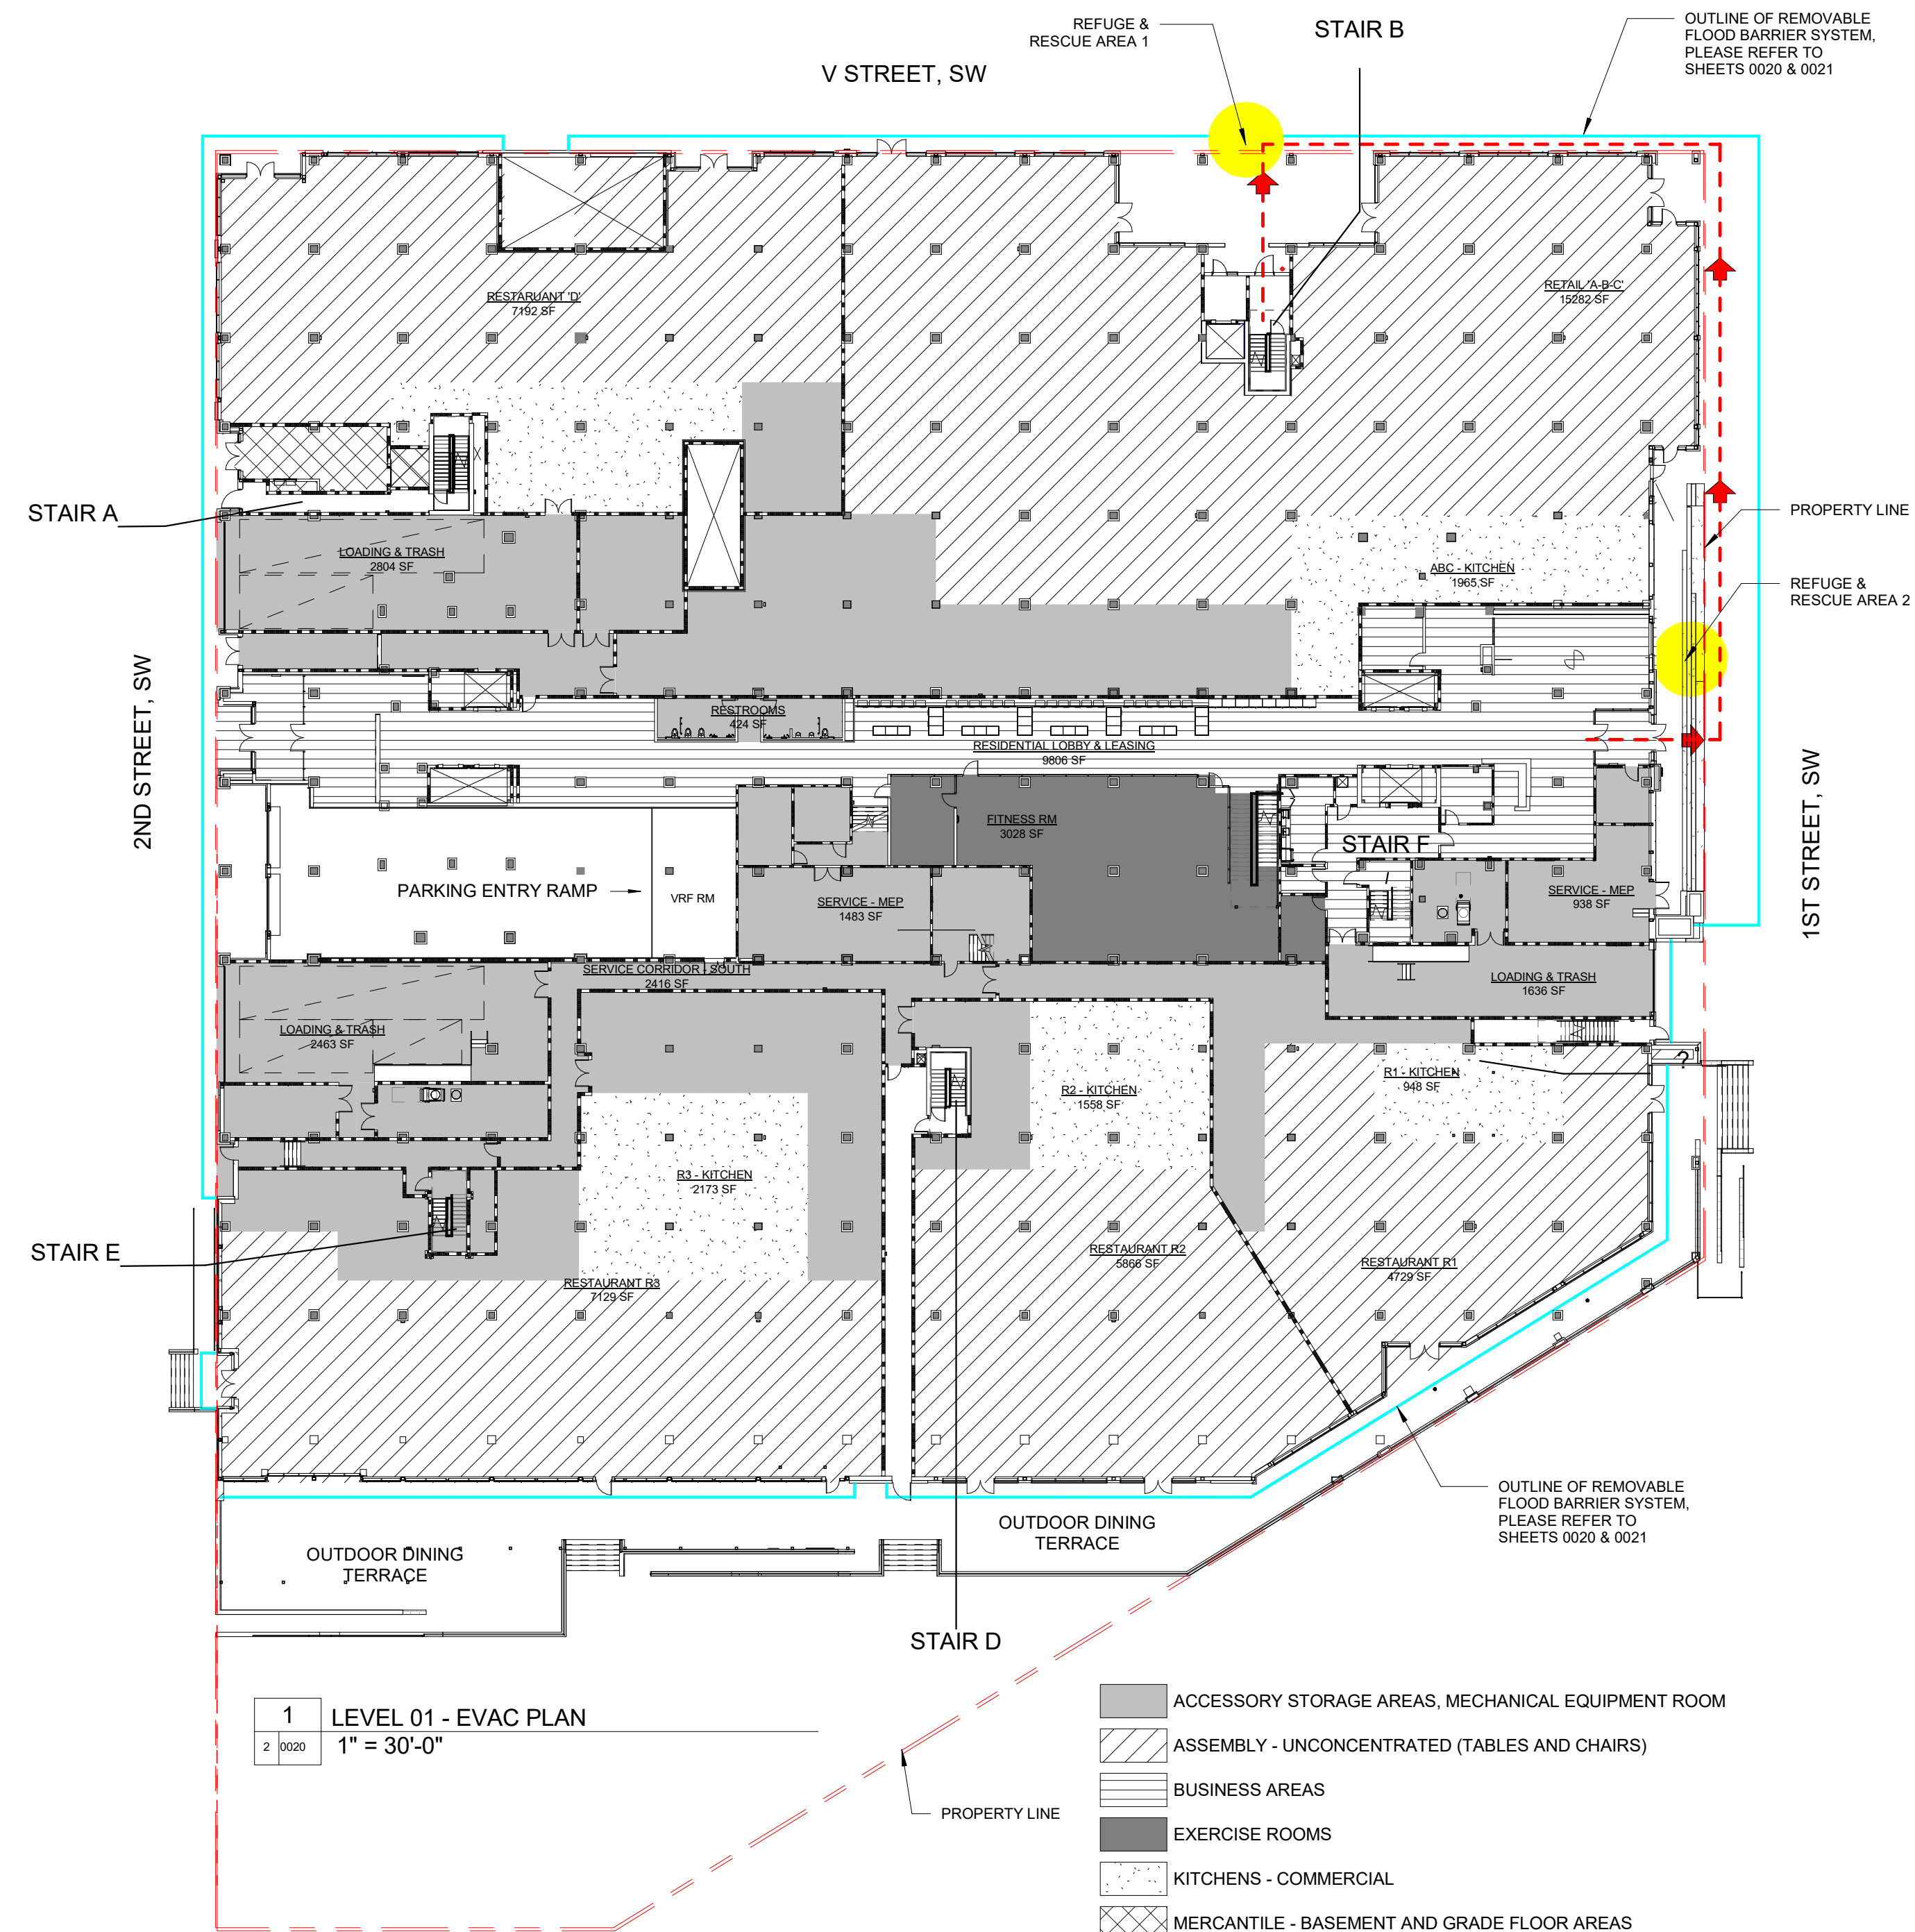 REFUGE &
RESCUE AREA 1
STAIR B
OUTLINE OF REMOVABLE
FLOOD BARRIER SYSTEM,
PLEASE REFER TO
SHEETS 0020 & 0021
V STREET, SW
RESTARUANT 'D'
7192 SF
RETAIL 'A-B-C'
15282 SF
STAIR A
LOADING & TRASH
2804 SF
PROPERTY LINE
ABC - KITCHEN
1965 SF
REFUGE &
RESCUE AREA 2
2ND STREET, SW
RESTROOMS
424 SF
RESIDENTIAL LOBBY & LEASING
9806 SF
1ST STREET, SW
FITNESS RM
3028 SF
STAIR F
PARKING ENTRY RAMP
VRF RM
SERVICE - MEP
1483 SF
SERVICE - MEP
938 SF
SERVICE CORRIDOR - SOUTH
2416 SF
LOADING & TRASH
1636 SF
LOADING & TRASH
2463 SF
?
R1 - KITCHEN
948 SF
R2 - KITCHEN
1558 SF
R3 - KITCHEN
2173 SF
STAIR E
RESTAURANT R2
5866 SF
RESTAURANT R1
4729 SF
RESTAURANT R3
7129 SF
OUTLINE OF REMOVABLE
FLOOD BARRIER SYSTEM,
PLEASE REFER TO
SHEETS 0020 & 0021
OUTDOOR DINING
TERRACE
OUTDOOR DINING
TERRACE
STAIR D
1
LEVEL 01 - EVAC PLAN
2 0020
1" = 30'-0"
PROPERTY LINE
ACCESSORY STORAGE AREAS, MECHANICAL EQUIPMENT ROOM
ASSEMBLY - UNCONCENTRATED (TABLES AND CHAIRS)
BUSINESS AREAS
EXERCISE ROOMS
KITCHENS - COMMERCIAL
MERCANTILE - BASEMENT AND GRADE FLOOR AREAS